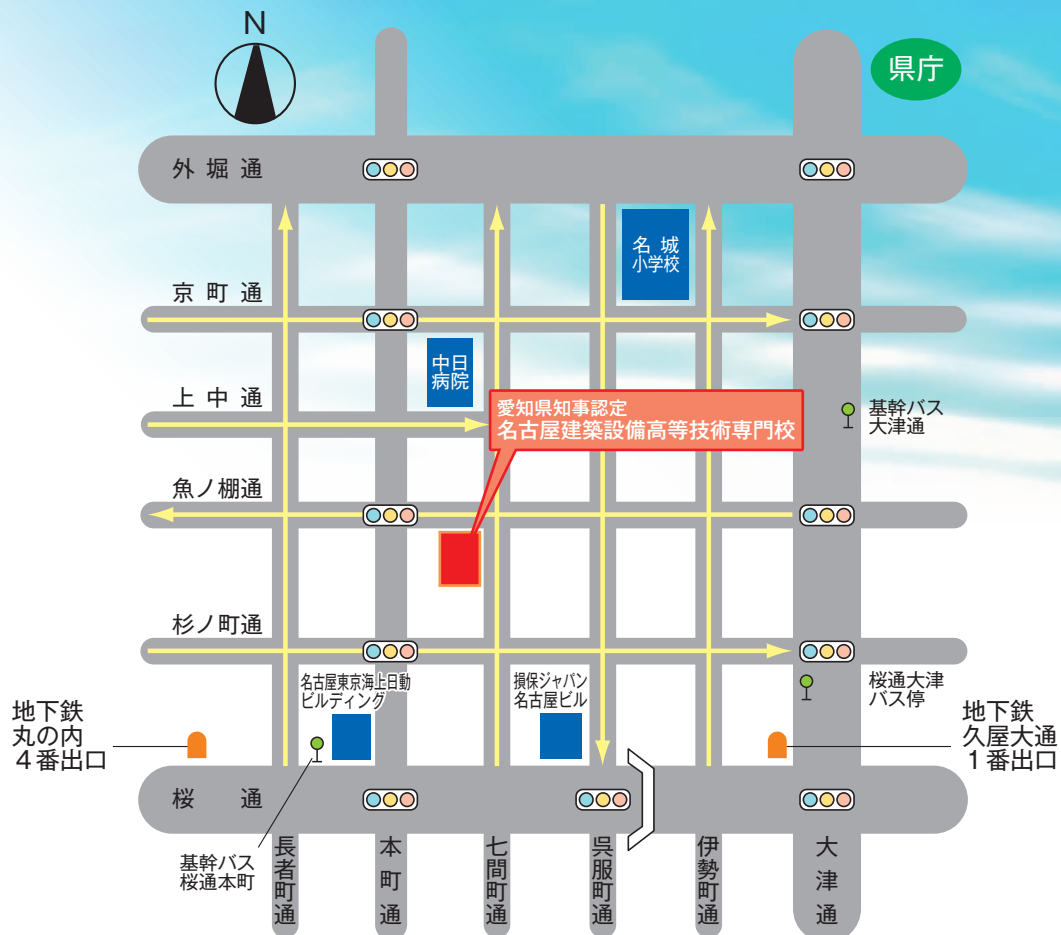 N
県庁
外堀通
名城
小学校
京町通
中日
病院
上中通
愛知県知事認定
名古屋建築設備高等技術専門校
基幹バス
大津通
魚ノ棚通
杉ノ町通
名古屋東京海上日動
ビルディング
損保ジャパン
名古屋ビル
桜通大津
バス停
地下鉄
丸の内
4番出口
地下鉄
久屋大通
1番出口
桜通
基幹バス
桜通本町
長者町通
本町通
七間町通
呉服町通
伊勢町通
大津通